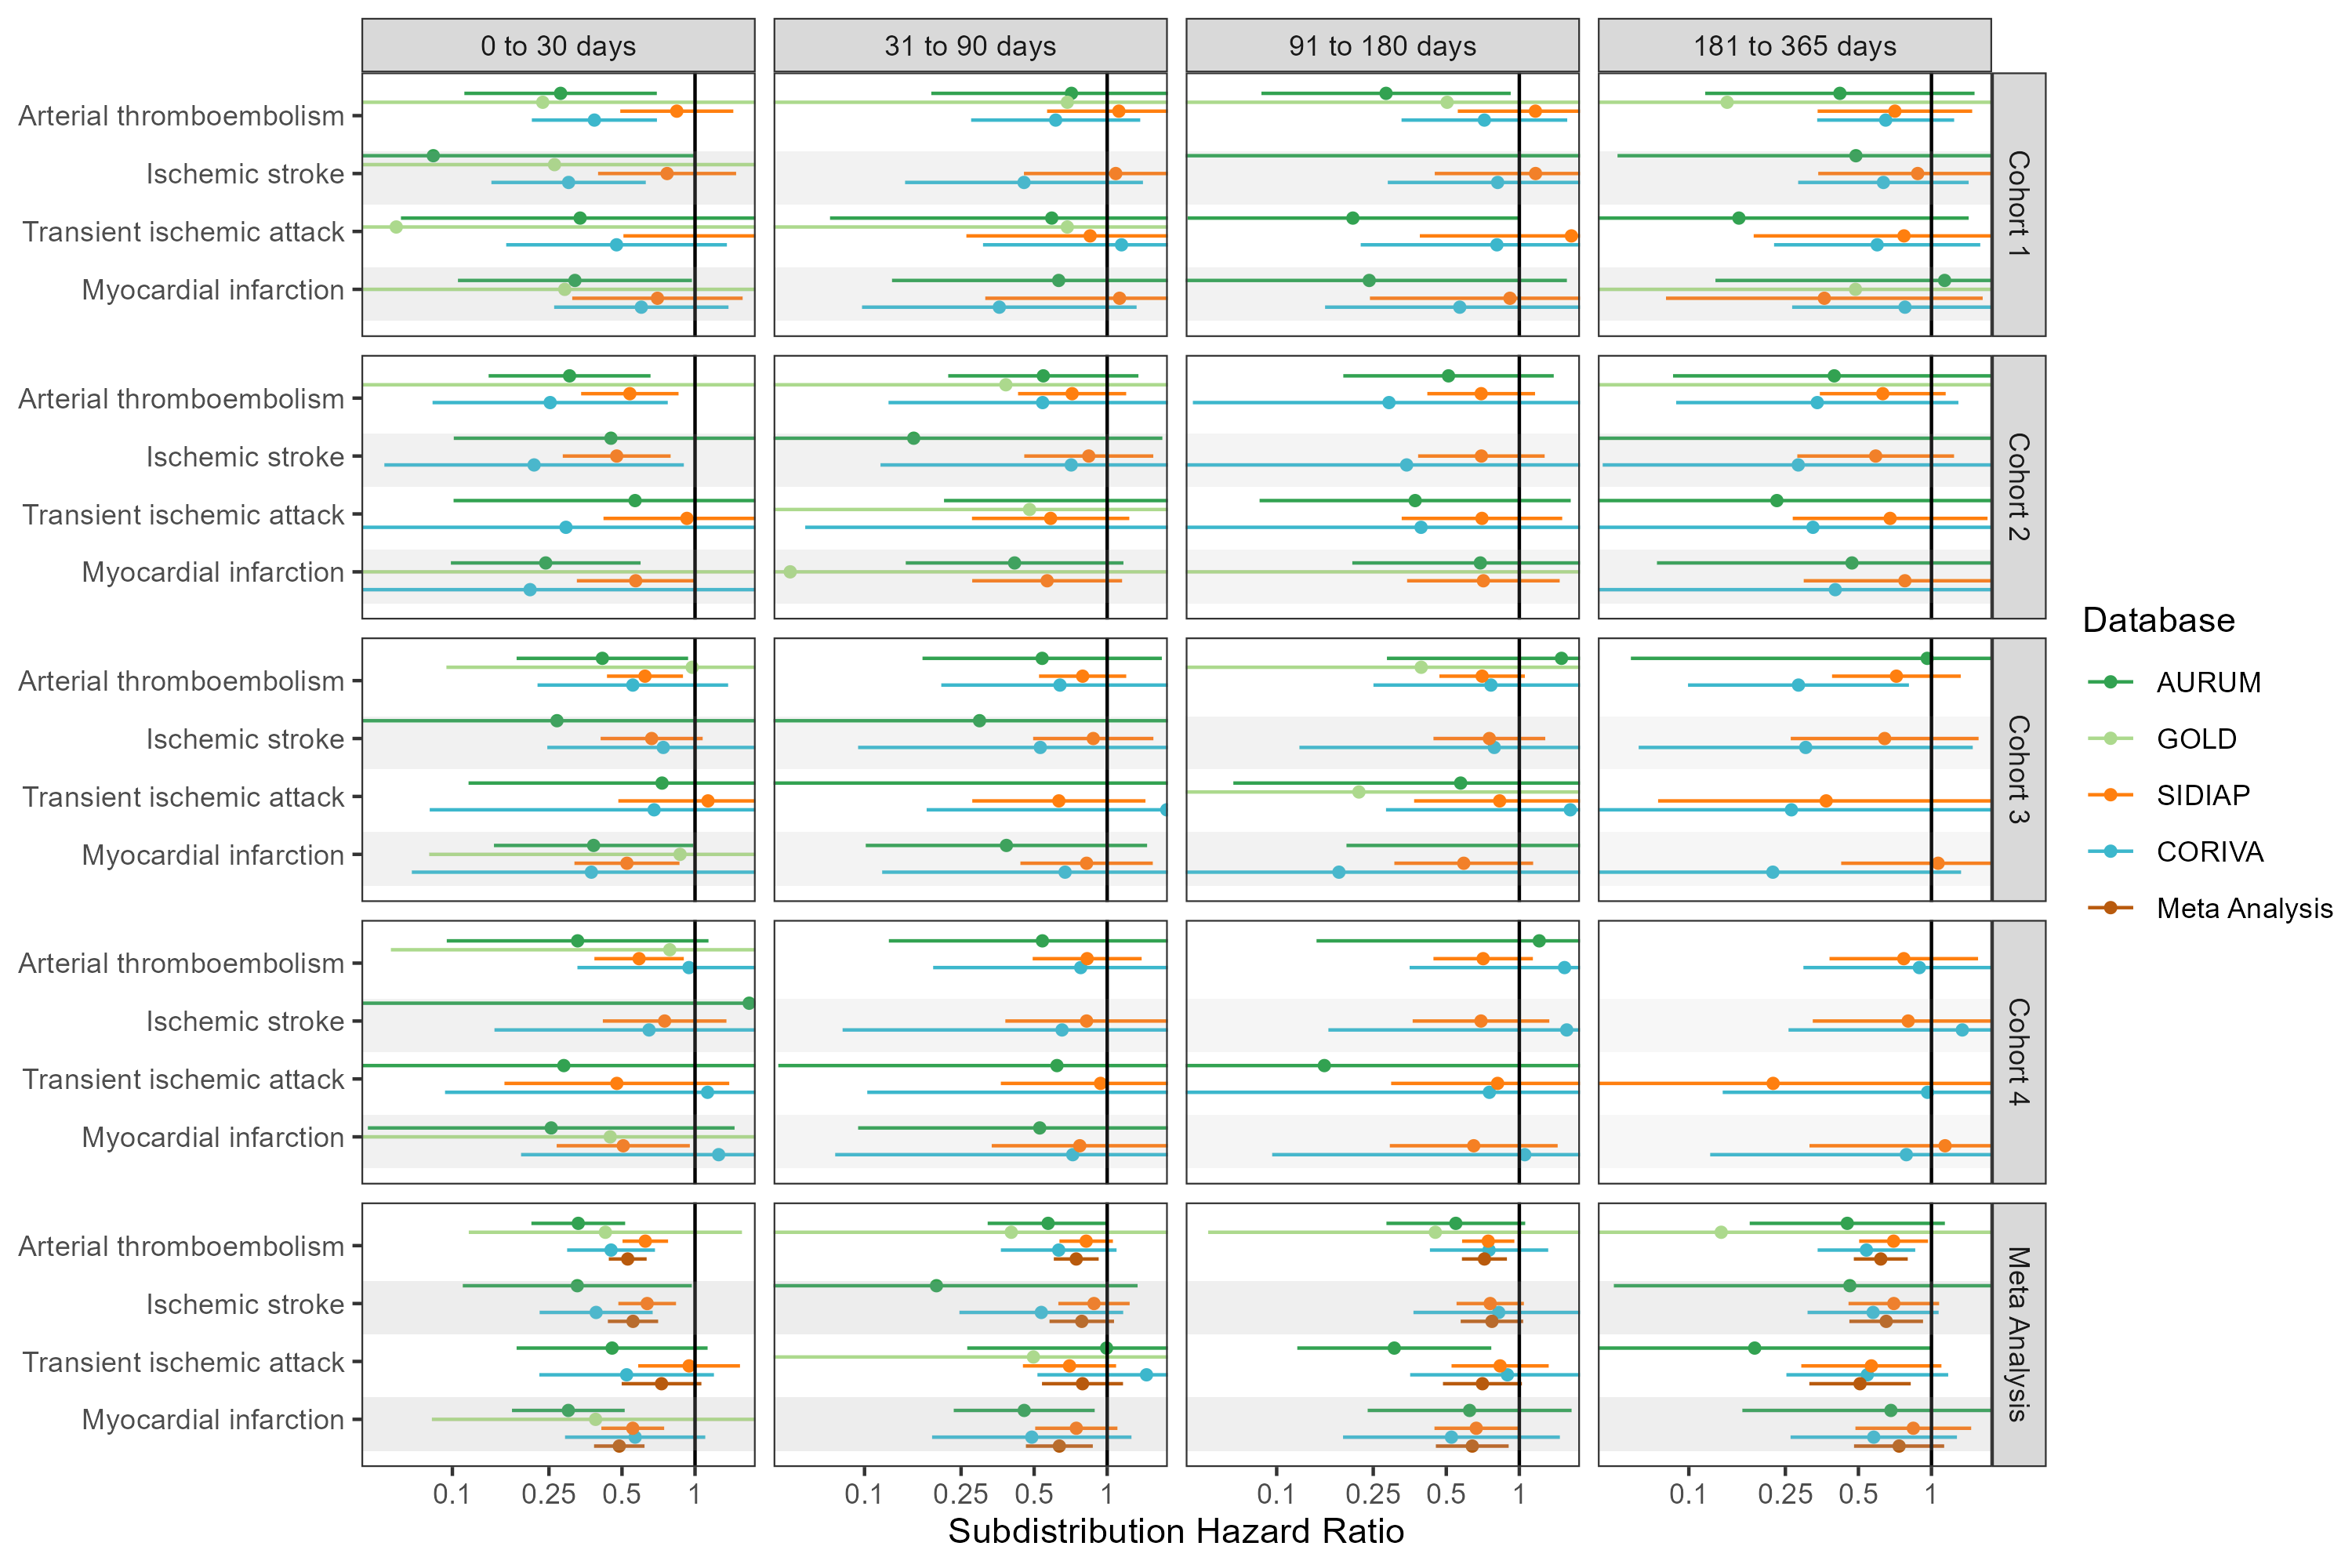 0 to 30 days
31 to 90 days
91 to 180 days
181 to 365 days
Arterial thromboembolism
Ischemic stroke
Transient ischemic attack
Myocardial infarction
Cohort 1
Arterial thromboembolism
Ischemic stroke
Transient ischemic attack
Myocardial infarction
Cohort 2
Arterial thromboembolism
Ischemic stroke
Transient ischemic attack
Myocardial infarction
Cohort 3
Arterial thromboembolism
Ischemic stroke
Transient ischemic attack
Myocardial infarction
Cohort 4
Arterial thromboembolism
Ischemic stroke
Transient ischemic attack
Myocardial infarction
Meta Analysis
0.1 0.25 0.5 1
0.1 0.25 0.5 1
0.1 0.25 0.5 1
0.1 0.25 0.5 1
Subdistribution Hazard Ratio
Database
AURUM
GOLD
SIDIAP
CORIVA
Meta Analysis